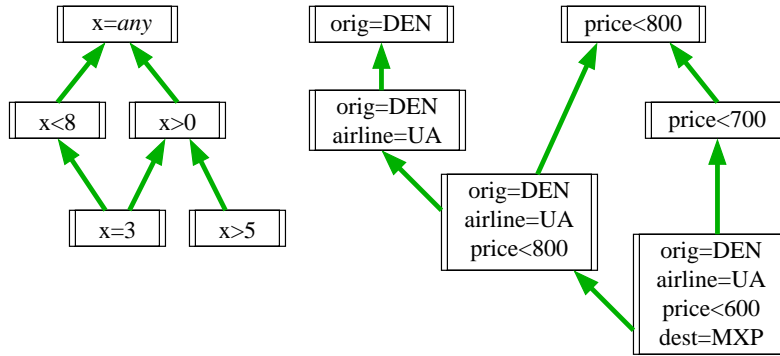 x=any
x<8
x>0
x=3
x>5
orig=DEN
orig=DEN
airline=UA
price<800
price<700
orig=DEN
airline=UA
price<800
orig=DEN
airline=UA
price<600
dest=MXP